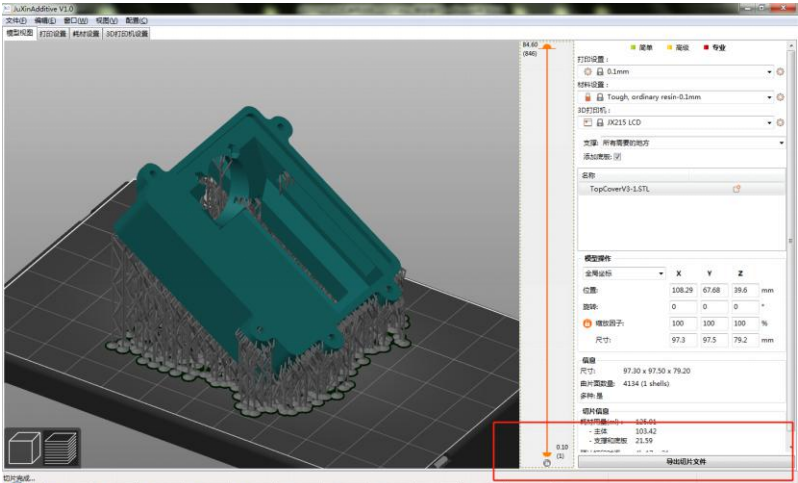 JuXinAdditive V1.0
文件(F) 编辑(E) 窗口(W) 视图(V) 配置(C)
模型视图 打印设置 耗材设置 3D打印机设置
84.60
(846)
简单 高级 专业
打印设置：
0.1mm
材料设置：
Tough, ordinary resin-0.1mm
3D打印机：
JX215 LCD
支撑: 所有需要的地方
添加底板:
名称
TopCoverV3-1.STL
模型操作
全局坐标 X Y Z
位置: 108.29 67.68 39.6 mm
旋转: 0 0 0 °
缩放因子: 100 100 100 %
尺寸: 97.3 97.5 79.2 mm
信息
尺寸: 97.30 x 97.50 x 79.20
面片面数量: 4134 (1 shells)
多种: 是
切片信息
耗材用量(ml): 125.01
- 主体 103.42
- 支撑和底板 21.59
0.10
(1)
导出切片文件
切片完成...